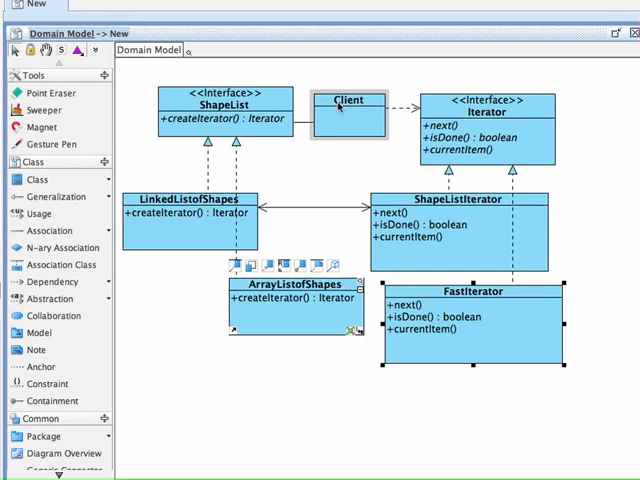 New
Domain Model -> New
S
Domain Model
Tools
Point Eraser
Sweeper
Magnet
Gesture Pen
Class
Class
Generalization
Usage
Association
N-ary Association
Association Class
Dependency
Abstraction
Collaboration
Model
Note
Anchor
Constraint
Containment
Common
Package
Diagram Overview
Generic Connector
<<Interface>>
ShapeList
+createIterator() : Iterator
Client
<<Interface>>
Iterator
+next()
+isDone() : boolean
+currentItem()
LinkedListofShapes
+createIterator() : Iterator
ShapeListIterator
+next()
+isDone() : boolean
+currentItem()
ArrayListofShapes
+createIterator() : Iterator
FastIterator
+next()
+isDone() : boolean
+currentItem()